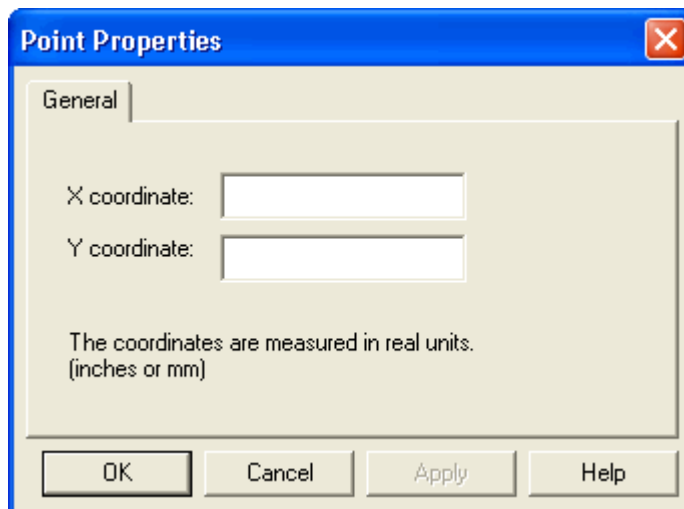 Point Properties
General
X coordinate:
Y coordinate:
The coordinates are measured in real units.
(inches or mm)
OK Cancel Apply Help